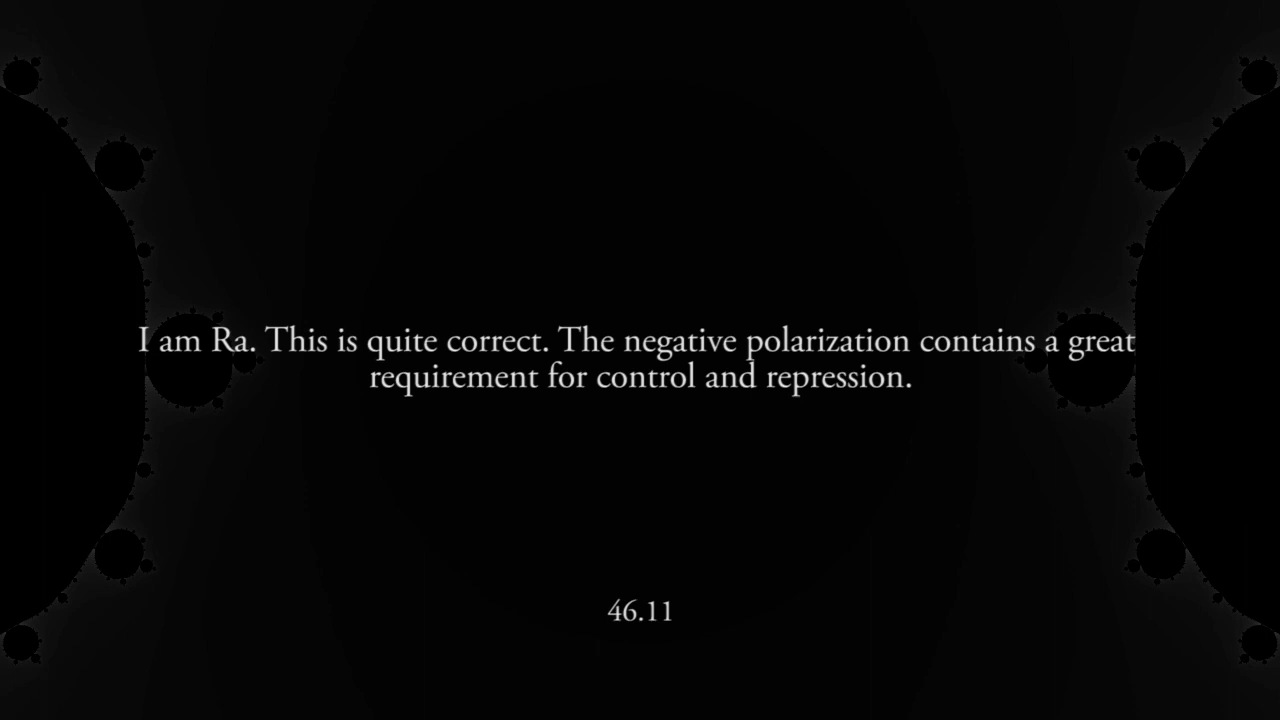 I am Ra. This is quite correct. The negative polarization contains a great
requirement for control and repression.
46.11